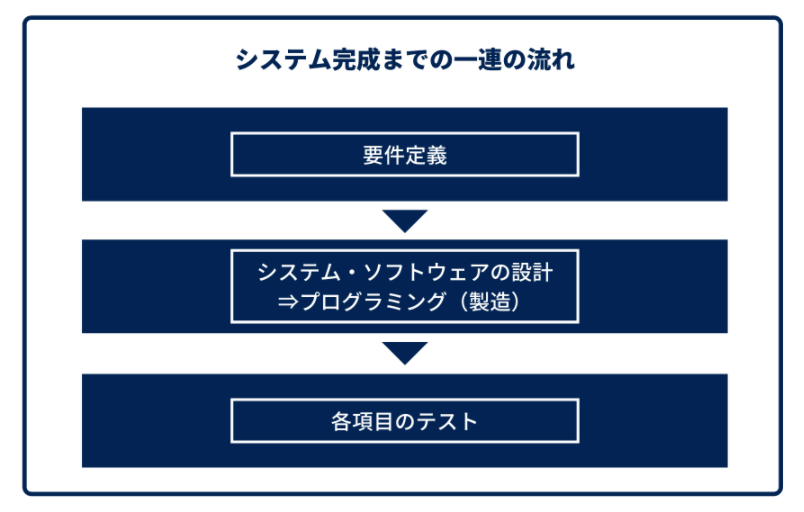 システム完成までの一連の流れ
要件定義
システム・ソフトウェアの設計
⇒プログラミング（製造）
各項目のテスト